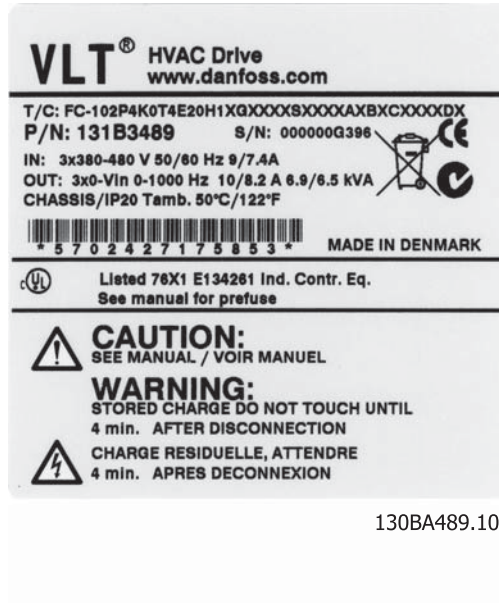 VLT® HVAC Drive
www.danfoss.com
T/C: FC-102P4K0T4E20H1XGXXXXSXXXXAXBXCXXXXDX
P/N: 131B3489 S/N: 000000G396
IN: 3x380-480 V 50/60 Hz 9/7.4A
OUT: 3x0-Vin 0-1000 Hz 10/8.2 A 6.9/6.5 kVA
CHASSIS/IP20 Tamb. 50°C/122°F
CE
* 5 7 0 2 4 2 7 1 7 5 8 5 3 * MADE IN DENMARK
c UL Listed 76X1 E134261 Ind. Contr. Eq.
See manual for prefuse
CAUTION:
SEE MANUAL / VOIR MANUEL
WARNING:
STORED CHARGE DO NOT TOUCH UNTIL
4 min. AFTER DISCONNECTION
CHARGE RESIDUELLE, ATTENDRE
4 min. APRES DECONNEXION
130BA489.10